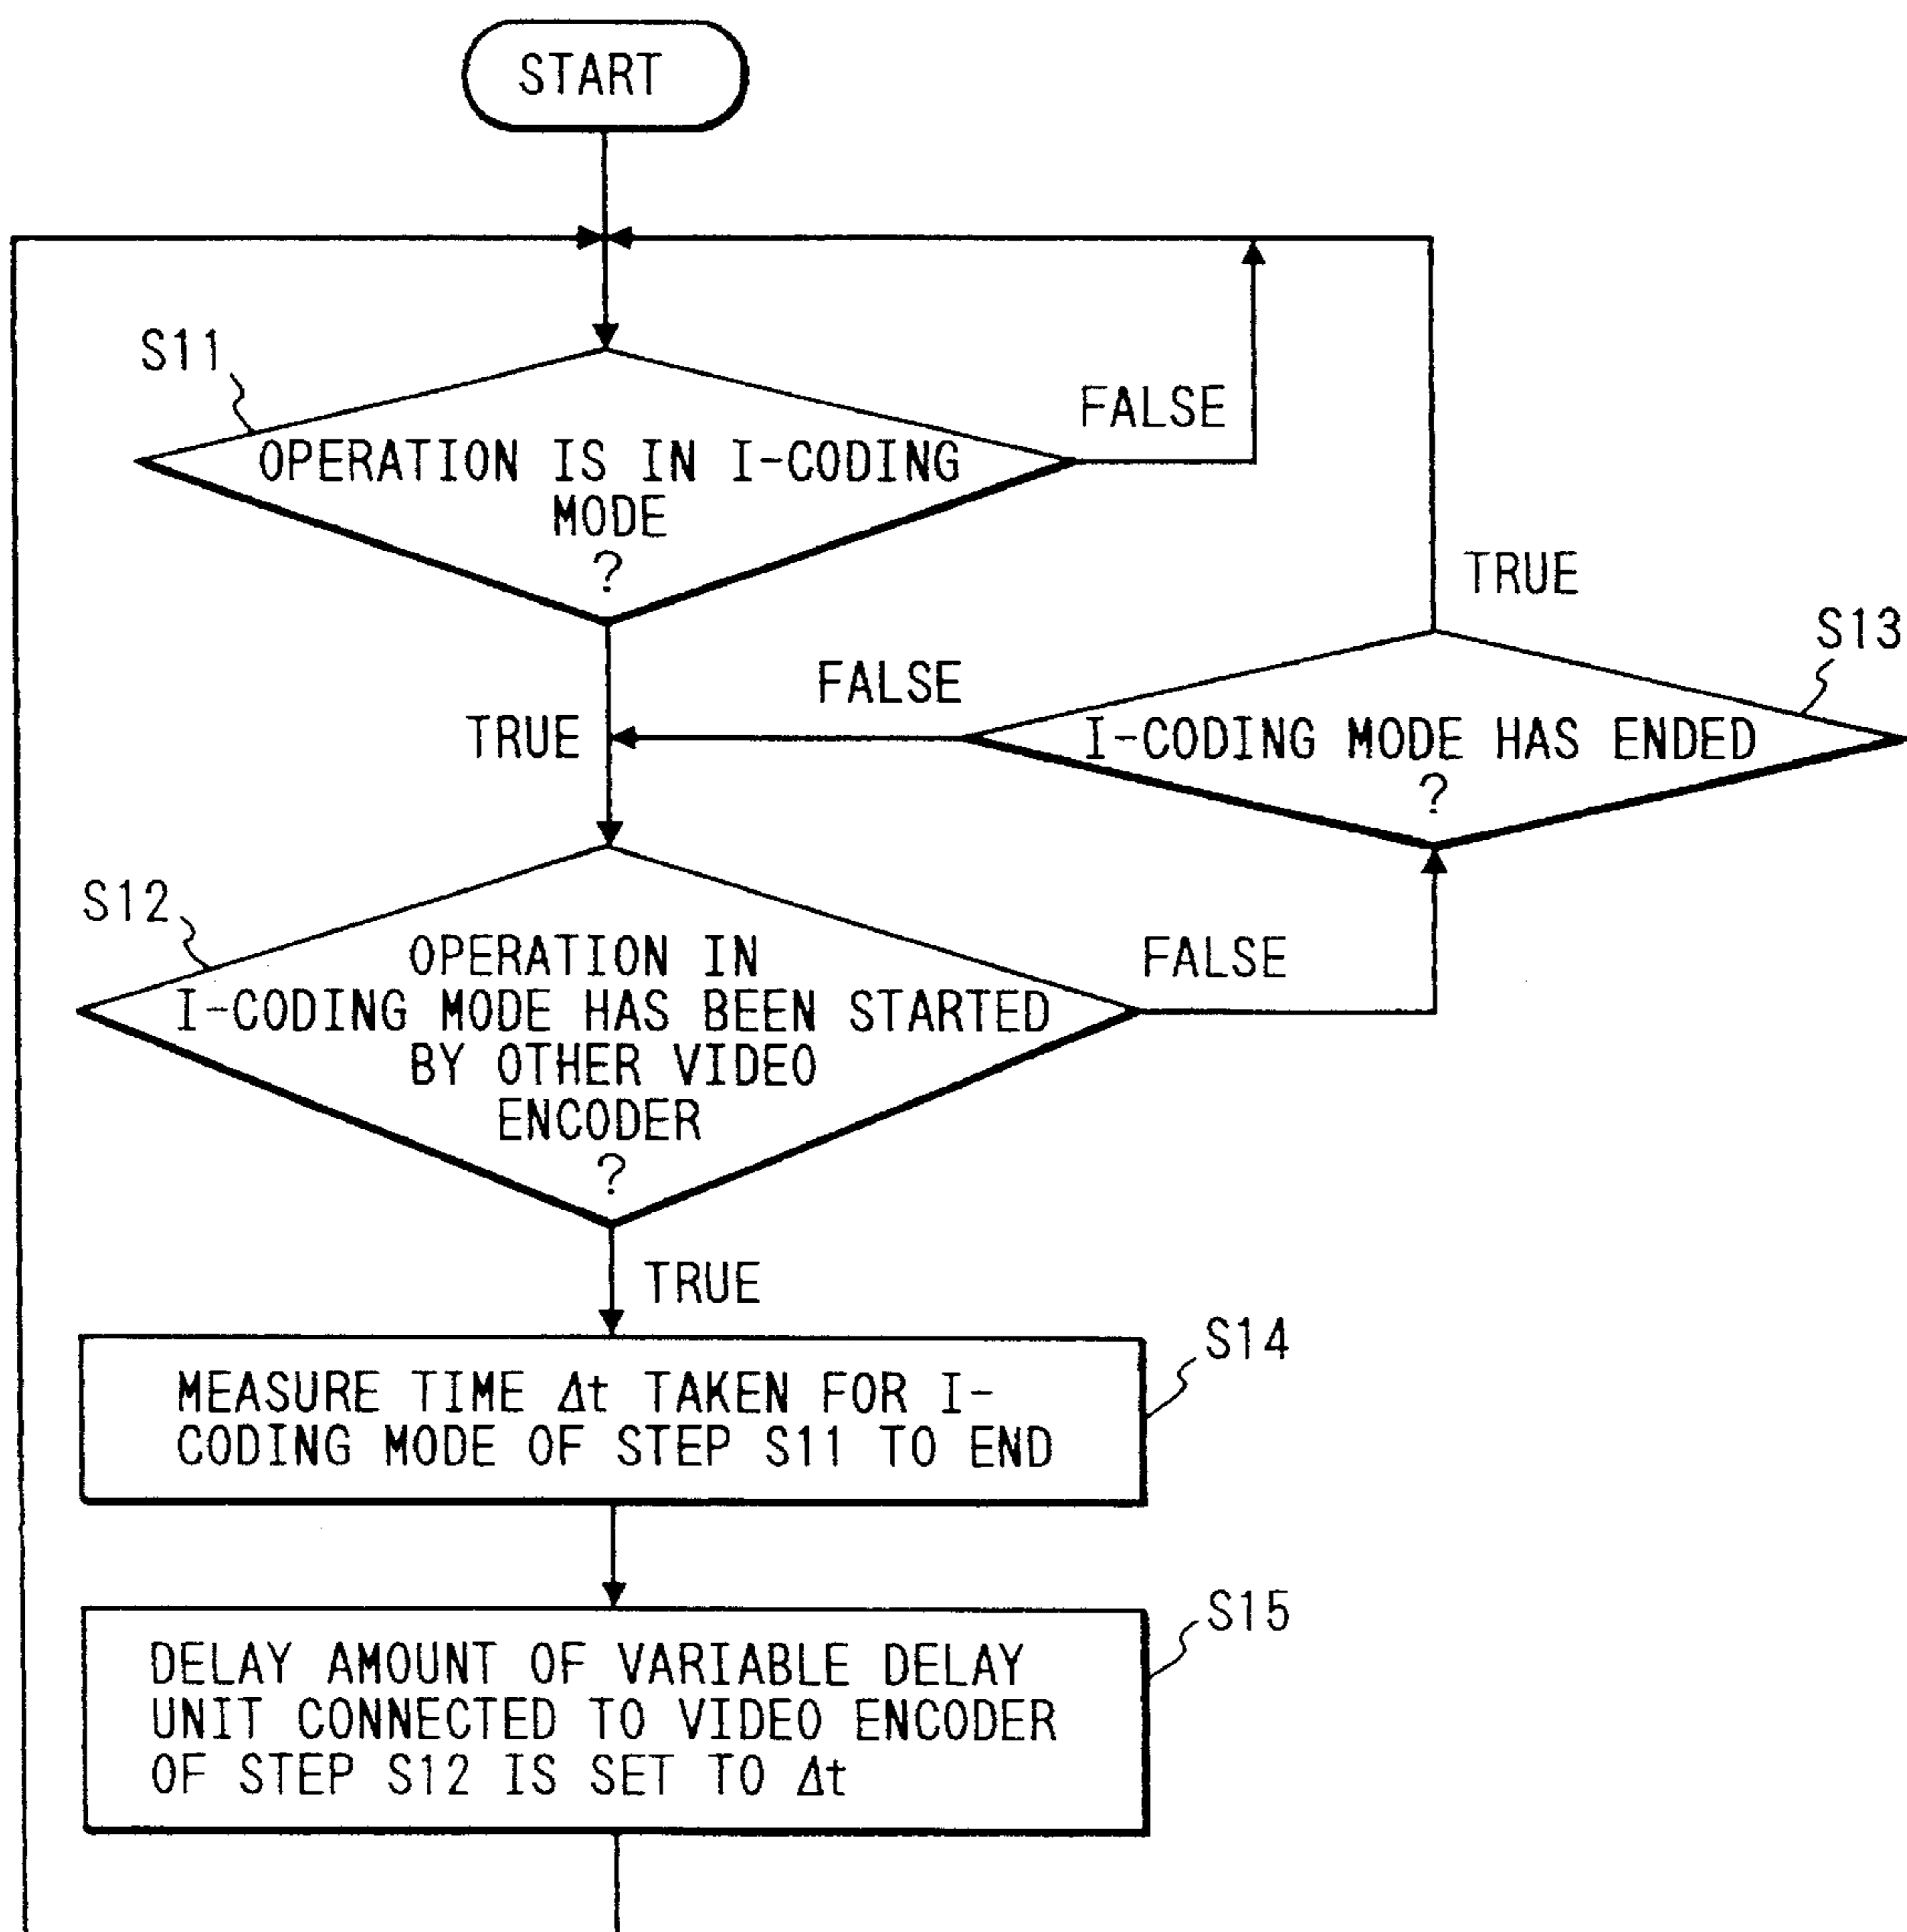 START
S11
FALSE
OPERATION IS IN I-CODING
MODE
?
TRUE
S13
FALSE
TRUE
I-CODING MODE HAS ENDED
?
S12
OPERATION IN
I-CODING MODE HAS BEEN STARTED
BY OTHER VIDEO
ENCODER
?
FALSE
TRUE
S14
MEASURE TIME Δt TAKEN FOR I-
CODING MODE OF STEP S11 TO END
S15
DELAY AMOUNT OF VARIABLE DELAY
UNIT CONNECTED TO VIDEO ENCODER
OF STEP S12 IS SET TO Δt